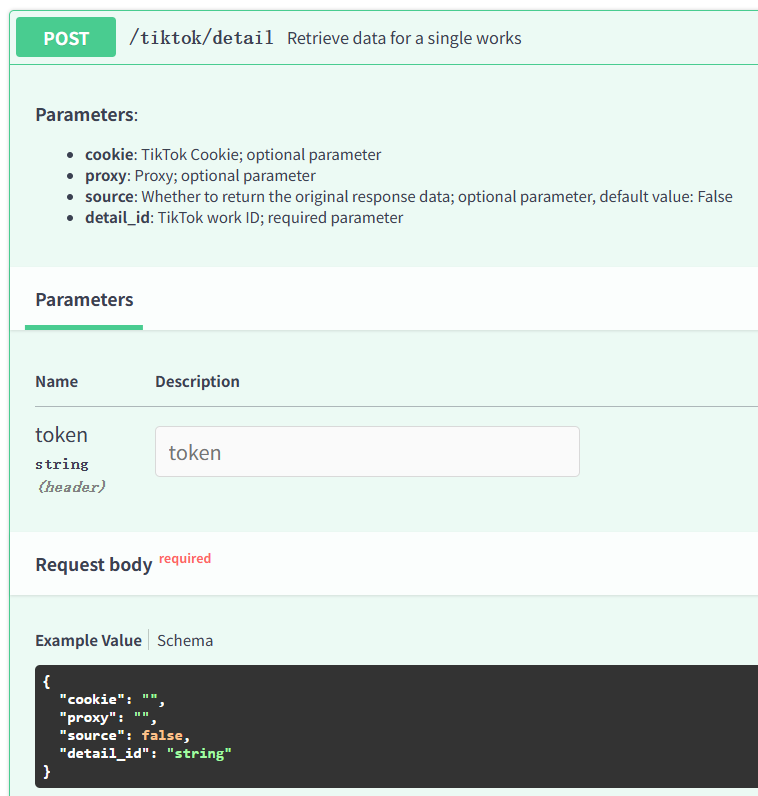 POST /tiktok/detail Retrieve data for a single works
Parameters:
cookie: TikTok Cookie; optional parameter
proxy: Proxy; optional parameter
source: Whether to return the original response data; optional parameter, default value: False
detail_id: TikTok work ID; required parameter
Parameters
Name Description
token token
string
(header)
Request body required
Example Value Schema
{
"cookie": "",
"proxy": "",
"source": false,
"detail_id": "string"
}